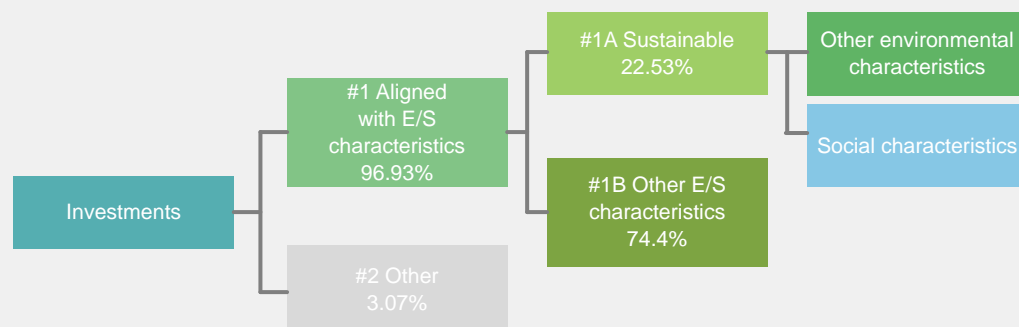 Investments
#1 Aligned
with E/S
characteristics
96.93%
#2 Other
3.07%
#1A Sustainable
22.53%
#1B Other E/S
characteristics
74.4%
Other environmental
characteristics
Social characteristics